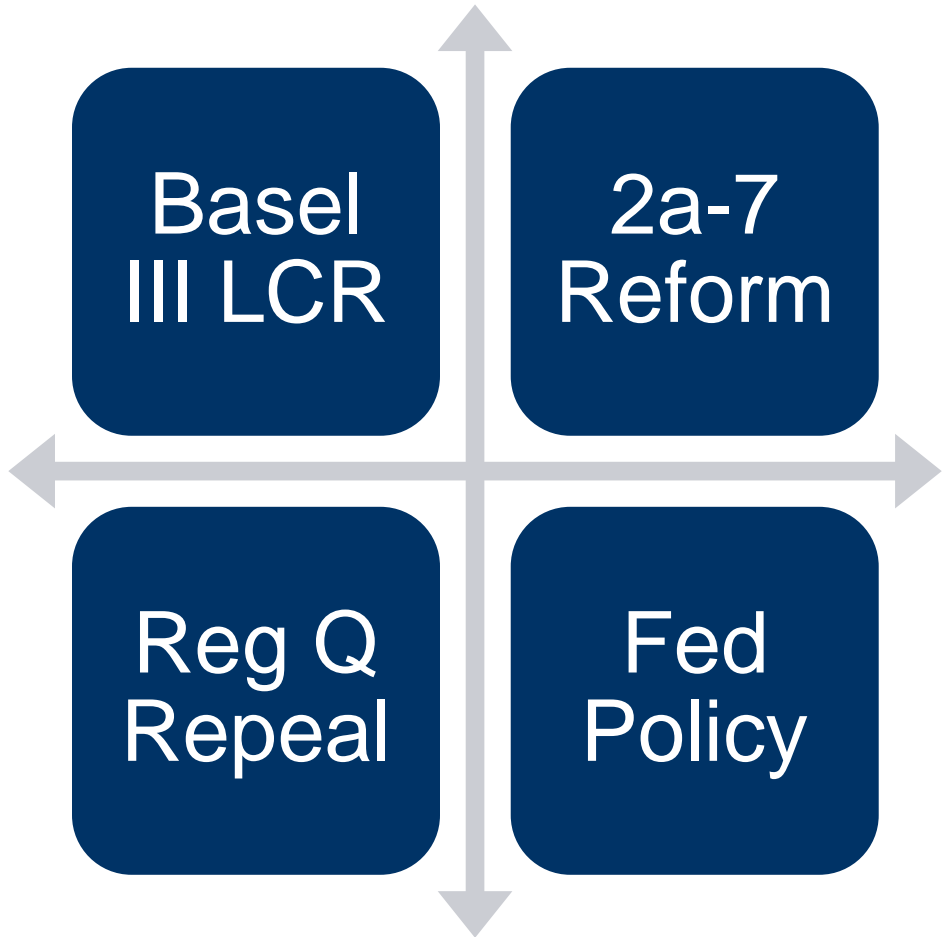 Basel
III LCR
2a-7
Reform
Reg Q
Repeal
Fed
Policy